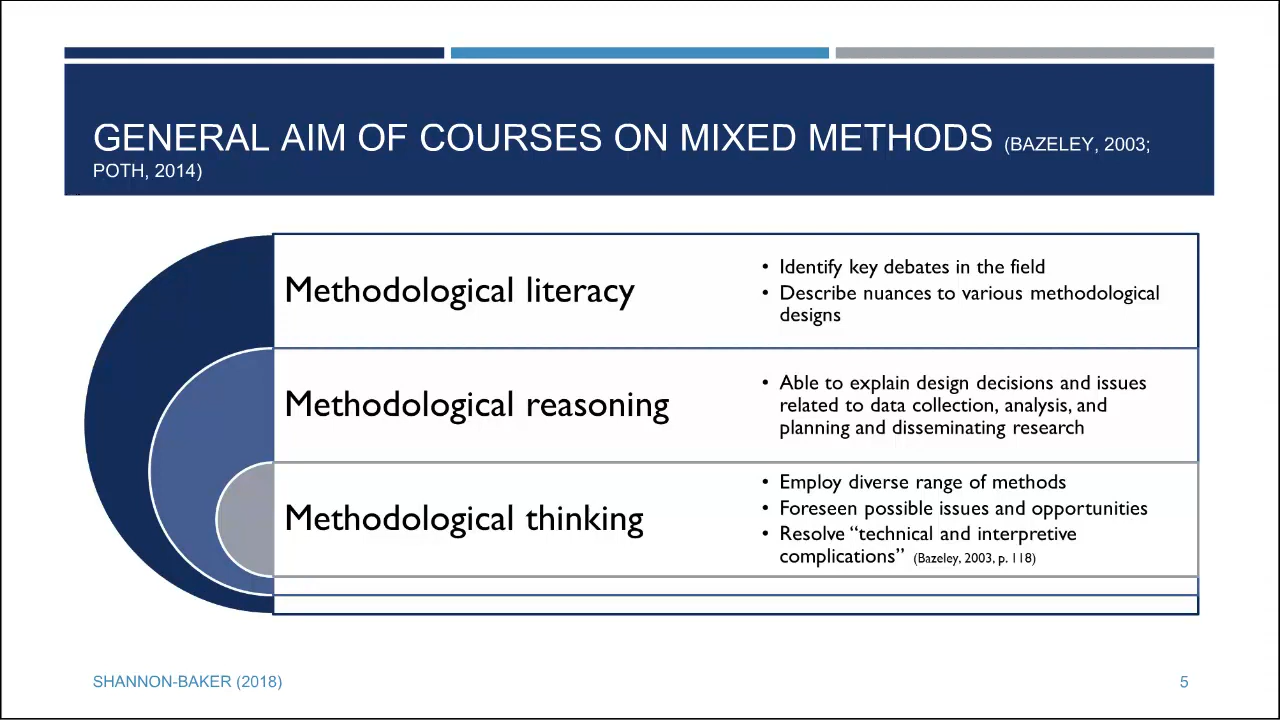 GENERAL AIM OF COURSES ON MIXED METHODS (BAZELEY, 2003;
POTH, 2014)
Methodological literacy
• Identify key debates in the field
• Describe nuances to various methodological
designs
Methodological reasoning
• Able to explain design decisions and issues
related to data collection, analysis, and
planning and disseminating research
Methodological thinking
• Employ diverse range of methods
• Foreseen possible issues and opportunities
• Resolve “technical and interpretive
complications” (Bazeley, 2003, p. 118)
SHANNON-BAKER (2018)
5